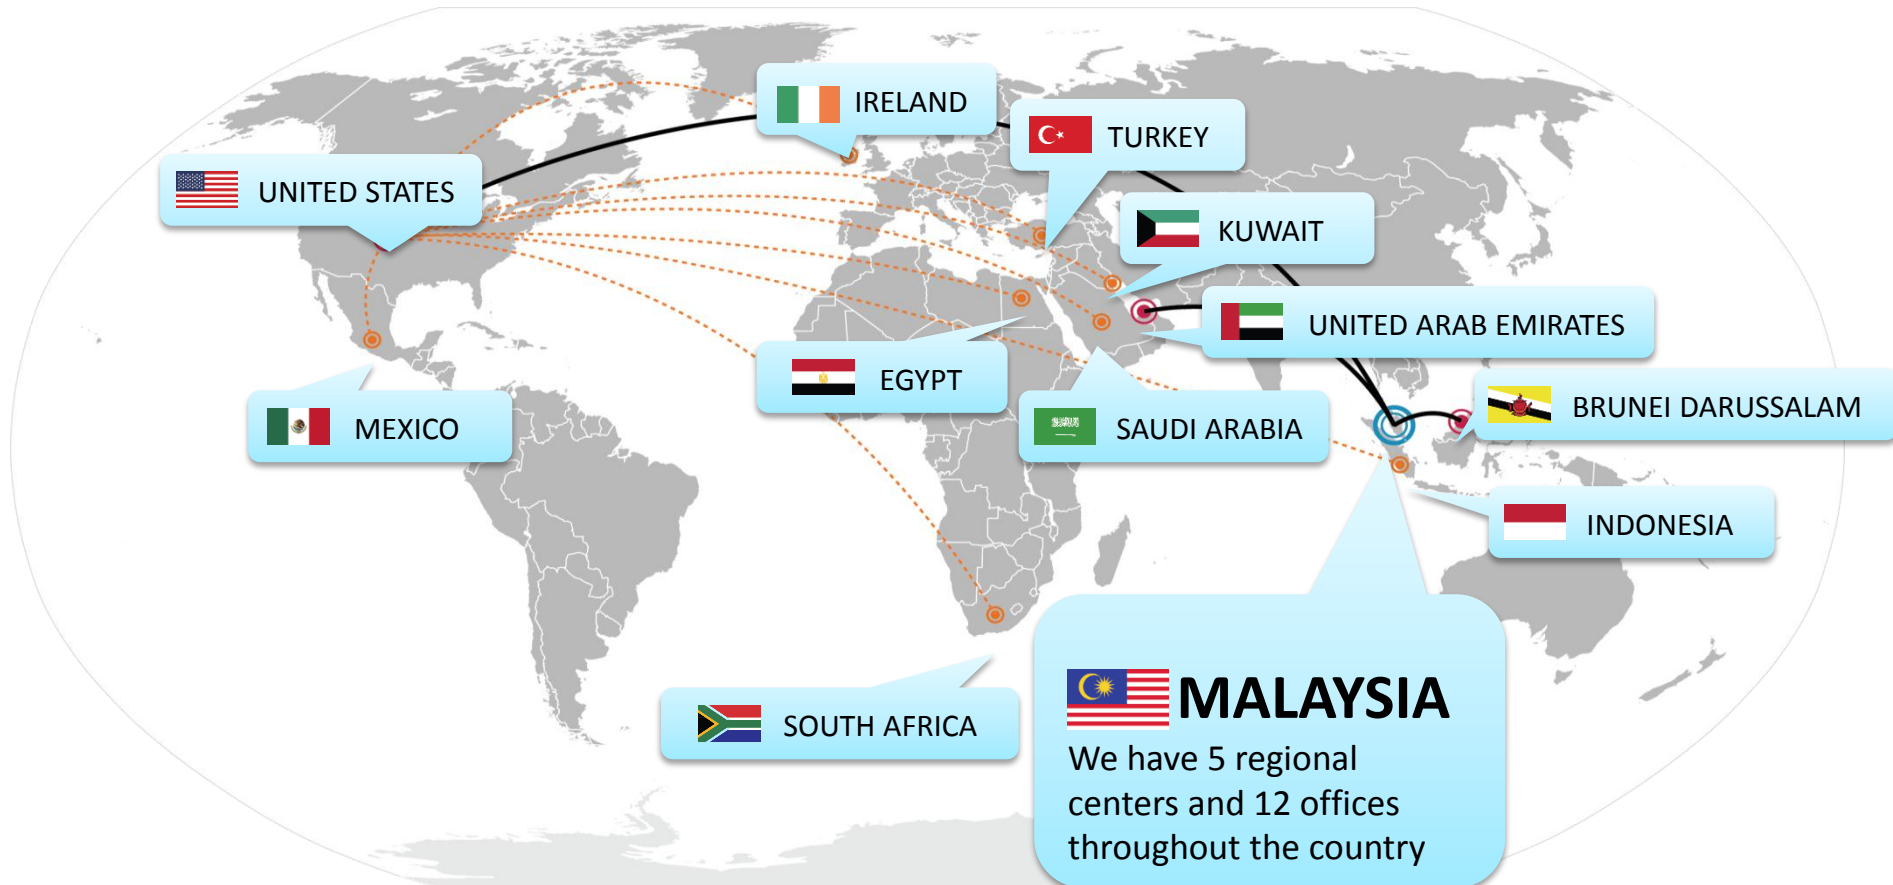 IRELAND
TURKEY
UNITED STATES
KUWAIT
UNITED ARAB EMIRATES
EGYPT
BRUNEI DARUSSALAM
MEXICO
SAUDI ARABIA
INDONESIA
SOUTH AFRICA
MALAYSIA
We have 5 regional
centers and 12 offices
throughout the country